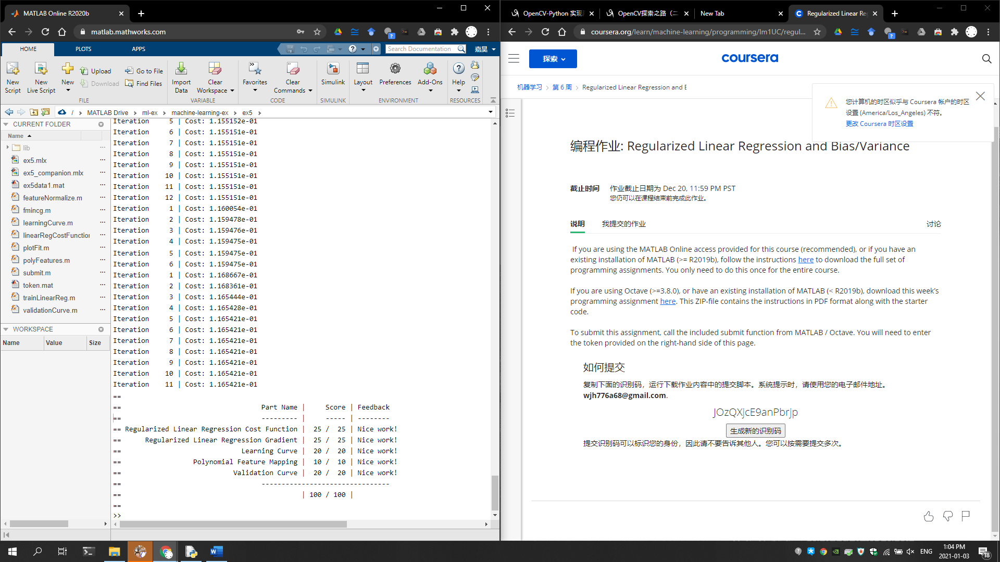 MATLAB Online R2020b
matlab.mathworks.com
HOME
PLOTS
APPS
Search Documentation
嘉昊
New Script
New Live Script
New
Upload
Download
Go to File
Find Files
FILE
Import Data
Clear Workspace
VARIABLE
Favorites
Clear Commands
CODE
Simulink
SIMULINK
Layout
Preferences
Add-Ons
ENVIRONMENT
Help
RESOURCES
/ MATLAB Drive ml-ex machine-learning-ex ex5
CURRENT FOLDER
Name
lib
ex5.mlx
ex5_companion.mlx
ex5data1.mat
featureNormalize.m
fmincg.m
learningCurve.m
linearRegCostFunction
plotFit.m
polyFeatures.m
submit.m
token.mat
trainLinearReg.m
validationCurve.m
WORKSPACE
Name Value Size
Iteration 5 | Cost: 1.155152e-01
Iteration 6 | Cost: 1.155151e-01
Iteration 7 | Cost: 1.155151e-01
Iteration 8 | Cost: 1.155151e-01
Iteration 9 | Cost: 1.155151e-01
Iteration 10 | Cost: 1.155151e-01
Iteration 11 | Cost: 1.155151e-01
Iteration 12 | Cost: 1.155151e-01
Iteration 1 | Cost: 1.160054e-01
Iteration 2 | Cost: 1.159478e-01
Iteration 3 | Cost: 1.159476e-01
Iteration 4 | Cost: 1.159475e-01
Iteration 5 | Cost: 1.159475e-01
Iteration 6 | Cost: 1.159475e-01
Iteration 1 | Cost: 1.168667e-01
Iteration 2 | Cost: 1.168361e-01
Iteration 3 | Cost: 1.165444e-01
Iteration 4 | Cost: 1.165428e-01
Iteration 5 | Cost: 1.165421e-01
Iteration 6 | Cost: 1.165421e-01
Iteration 7 | Cost: 1.165421e-01
Iteration 8 | Cost: 1.165421e-01
Iteration 9 | Cost: 1.165421e-01
Iteration 10 | Cost: 1.165421e-01
Iteration 11 | Cost: 1.165421e-01
==
== Part Name | Score | Feedback
== --------- | ----- | --------
== Regularized Linear Regression Cost Function | 25 / 25 | Nice work!
== Regularized Linear Regression Gradient | 25 / 25 | Nice work!
== Learning Curve | 20 / 20 | Nice work!
== Polynomial Feature Mapping | 10 / 10 | Nice work!
== Validation Curve | 20 / 20 | Nice work!
== --------------------------------
== | 100 / 100 |
==
>>
OpenCV-Python 实现
OpenCV探索之路（二
New Tab
Regularized Linear Re
coursera.org/learn/machine-learning/programming/lm1UC/regul...
探索
coursera
机器学习 > 第 6 周 > Regularized Linear Regression and E
您计算机的时区似乎与 Coursera 帐户的时区
设置 (America/Los_Angeles) 不符。
更改 Coursera 时区设置
编程作业: Regularized Linear Regression and Bias/Variance
截止时间 作业截止日期为 Dec 20, 11:59 PM PST
您仍可以在课程结束前完成此作业。
说明 我提交的作业 讨论
If you are using the MATLAB Online access provided for this course (recommended), or if you have an
existing installation of MATLAB (>= R2019b), follow the instructions here to download the full set of
programming assignments. You only need to do this once for the entire course.
If you are using Octave (>=3.8.0), or have an existing installation of MATLAB (< R2019b), download this week's
programming assignment here. This ZIP-file contains the instructions in PDF format along with the starter
code.
To submit this assignment, call the included submit function from MATLAB / Octave. You will need to enter
the token provided on the right-hand side of this page.
如何提交
复制下面的识别码，运行下载作业内容中的提交脚本。系统提示时，请使用您的电子邮件地址。
wjh776a68@gmail.com.
JOzQXjcE9anPbrjp
生成新的识别码
提交识别码可以标识您的身份，因此请不要告诉其他人。您可以按需要提交多次。
ENG
1:04 PM
2021-01-03
18